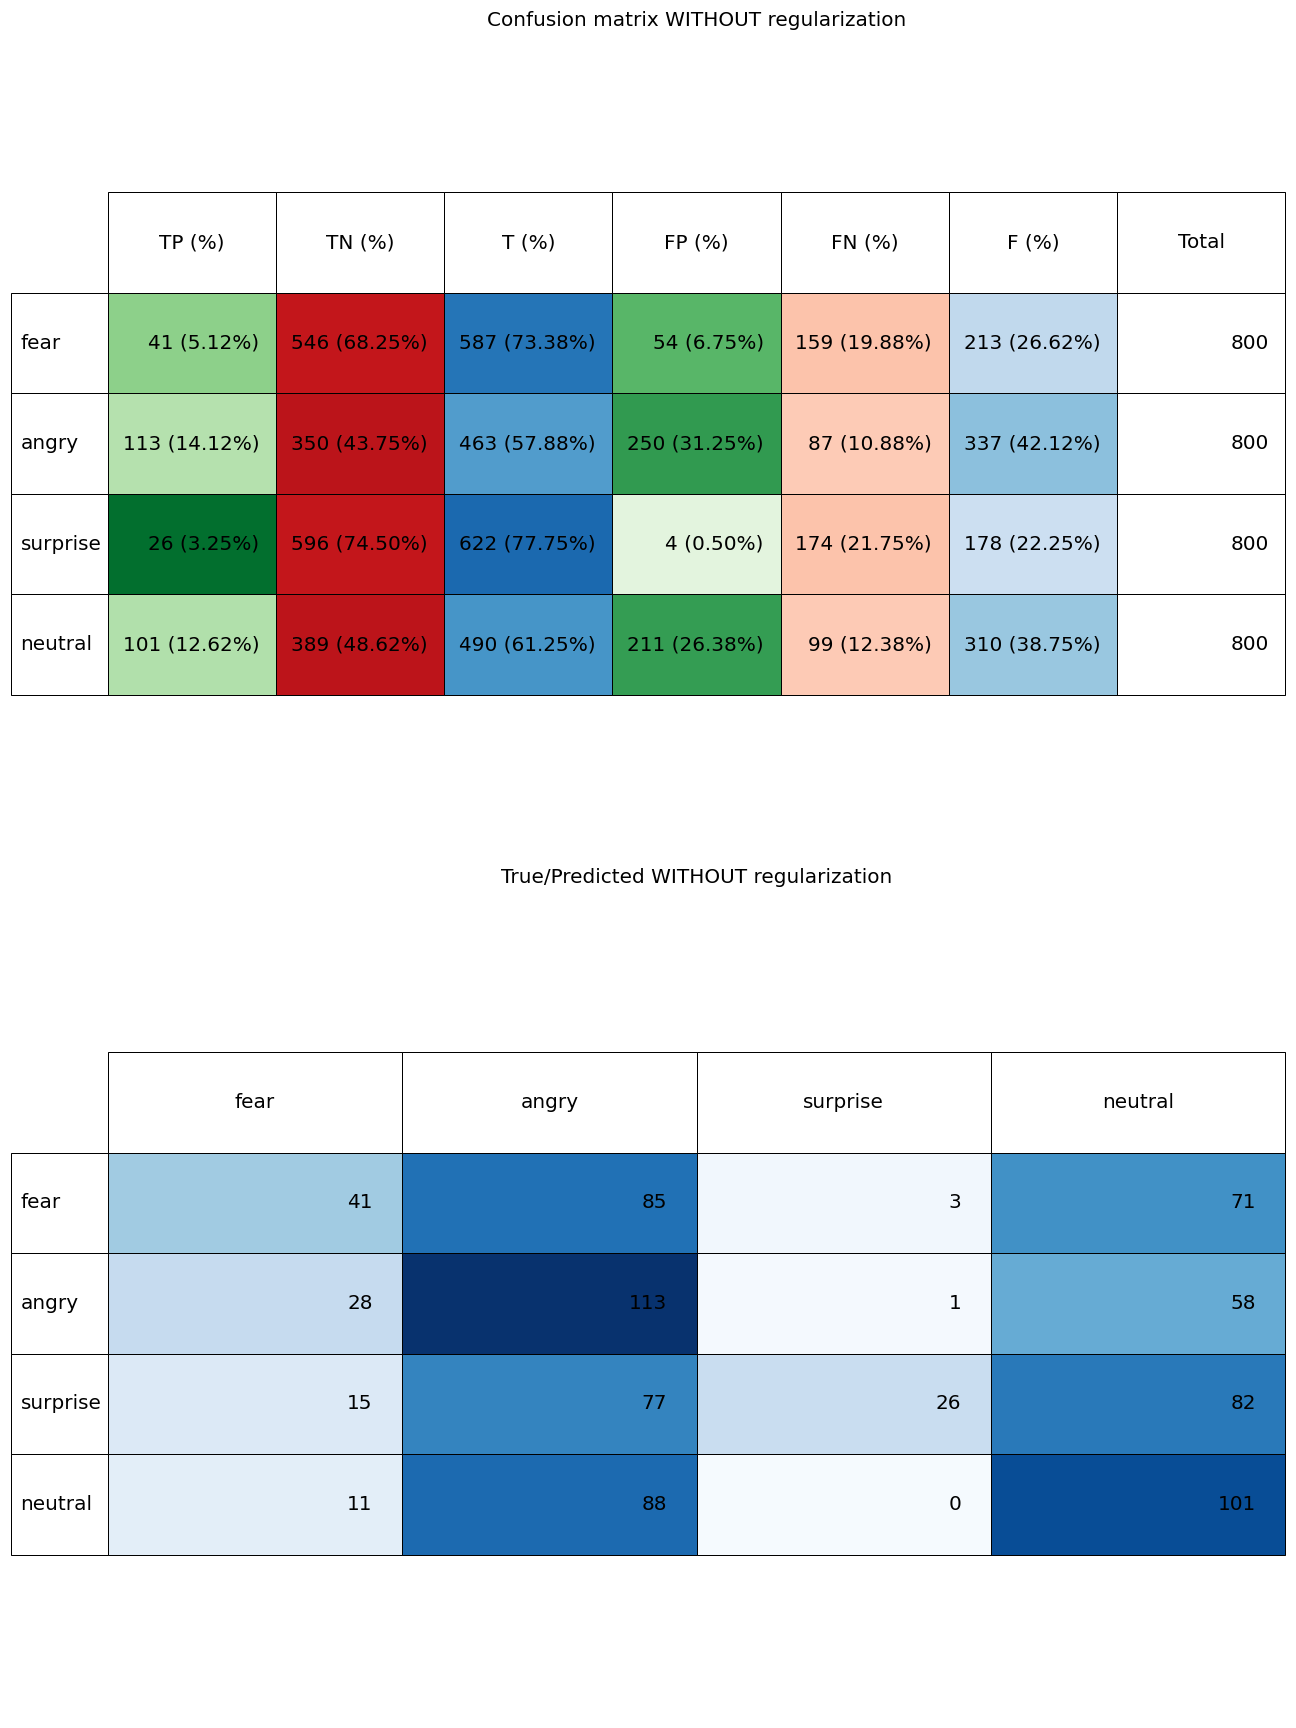 Confusion matrix WITHOUT regularization
TP (%) TN (%) T (%) FP (%) FN (%) F (%) Total
fear 41 (5.12%) 546 (68.25%) 587 (73.38%) 54 (6.75%) 159 (19.88%) 213 (26.62%) 800
angry 113 (14.12%) 350 (43.75%) 463 (57.88%) 250 (31.25%) 87 (10.88%) 337 (42.12%) 800
surprise 26 (3.25%) 596 (74.50%) 622 (77.75%) 4 (0.50%) 174 (21.75%) 178 (22.25%) 800
neutral 101 (12.62%) 389 (48.62%) 490 (61.25%) 211 (26.38%) 99 (12.38%) 310 (38.75%) 800
True/Predicted WITHOUT regularization
fear angry surprise neutral
fear 41 85 3 71
angry 28 113 1 58
surprise 15 77 26 82
neutral 11 88 0 101